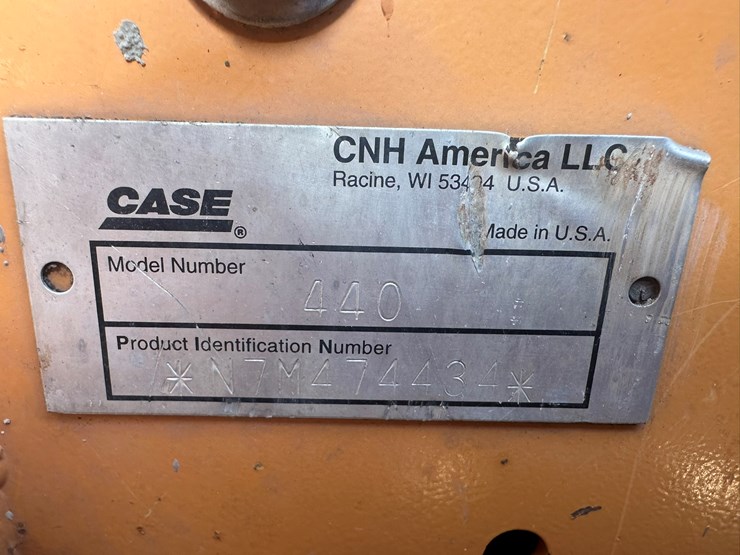 CNH America LLC
Racine, WI 53404 U.S.A.
CASE®
Made in U.S.A.
Model Number
440
Product Identification Number
*N7M474434*